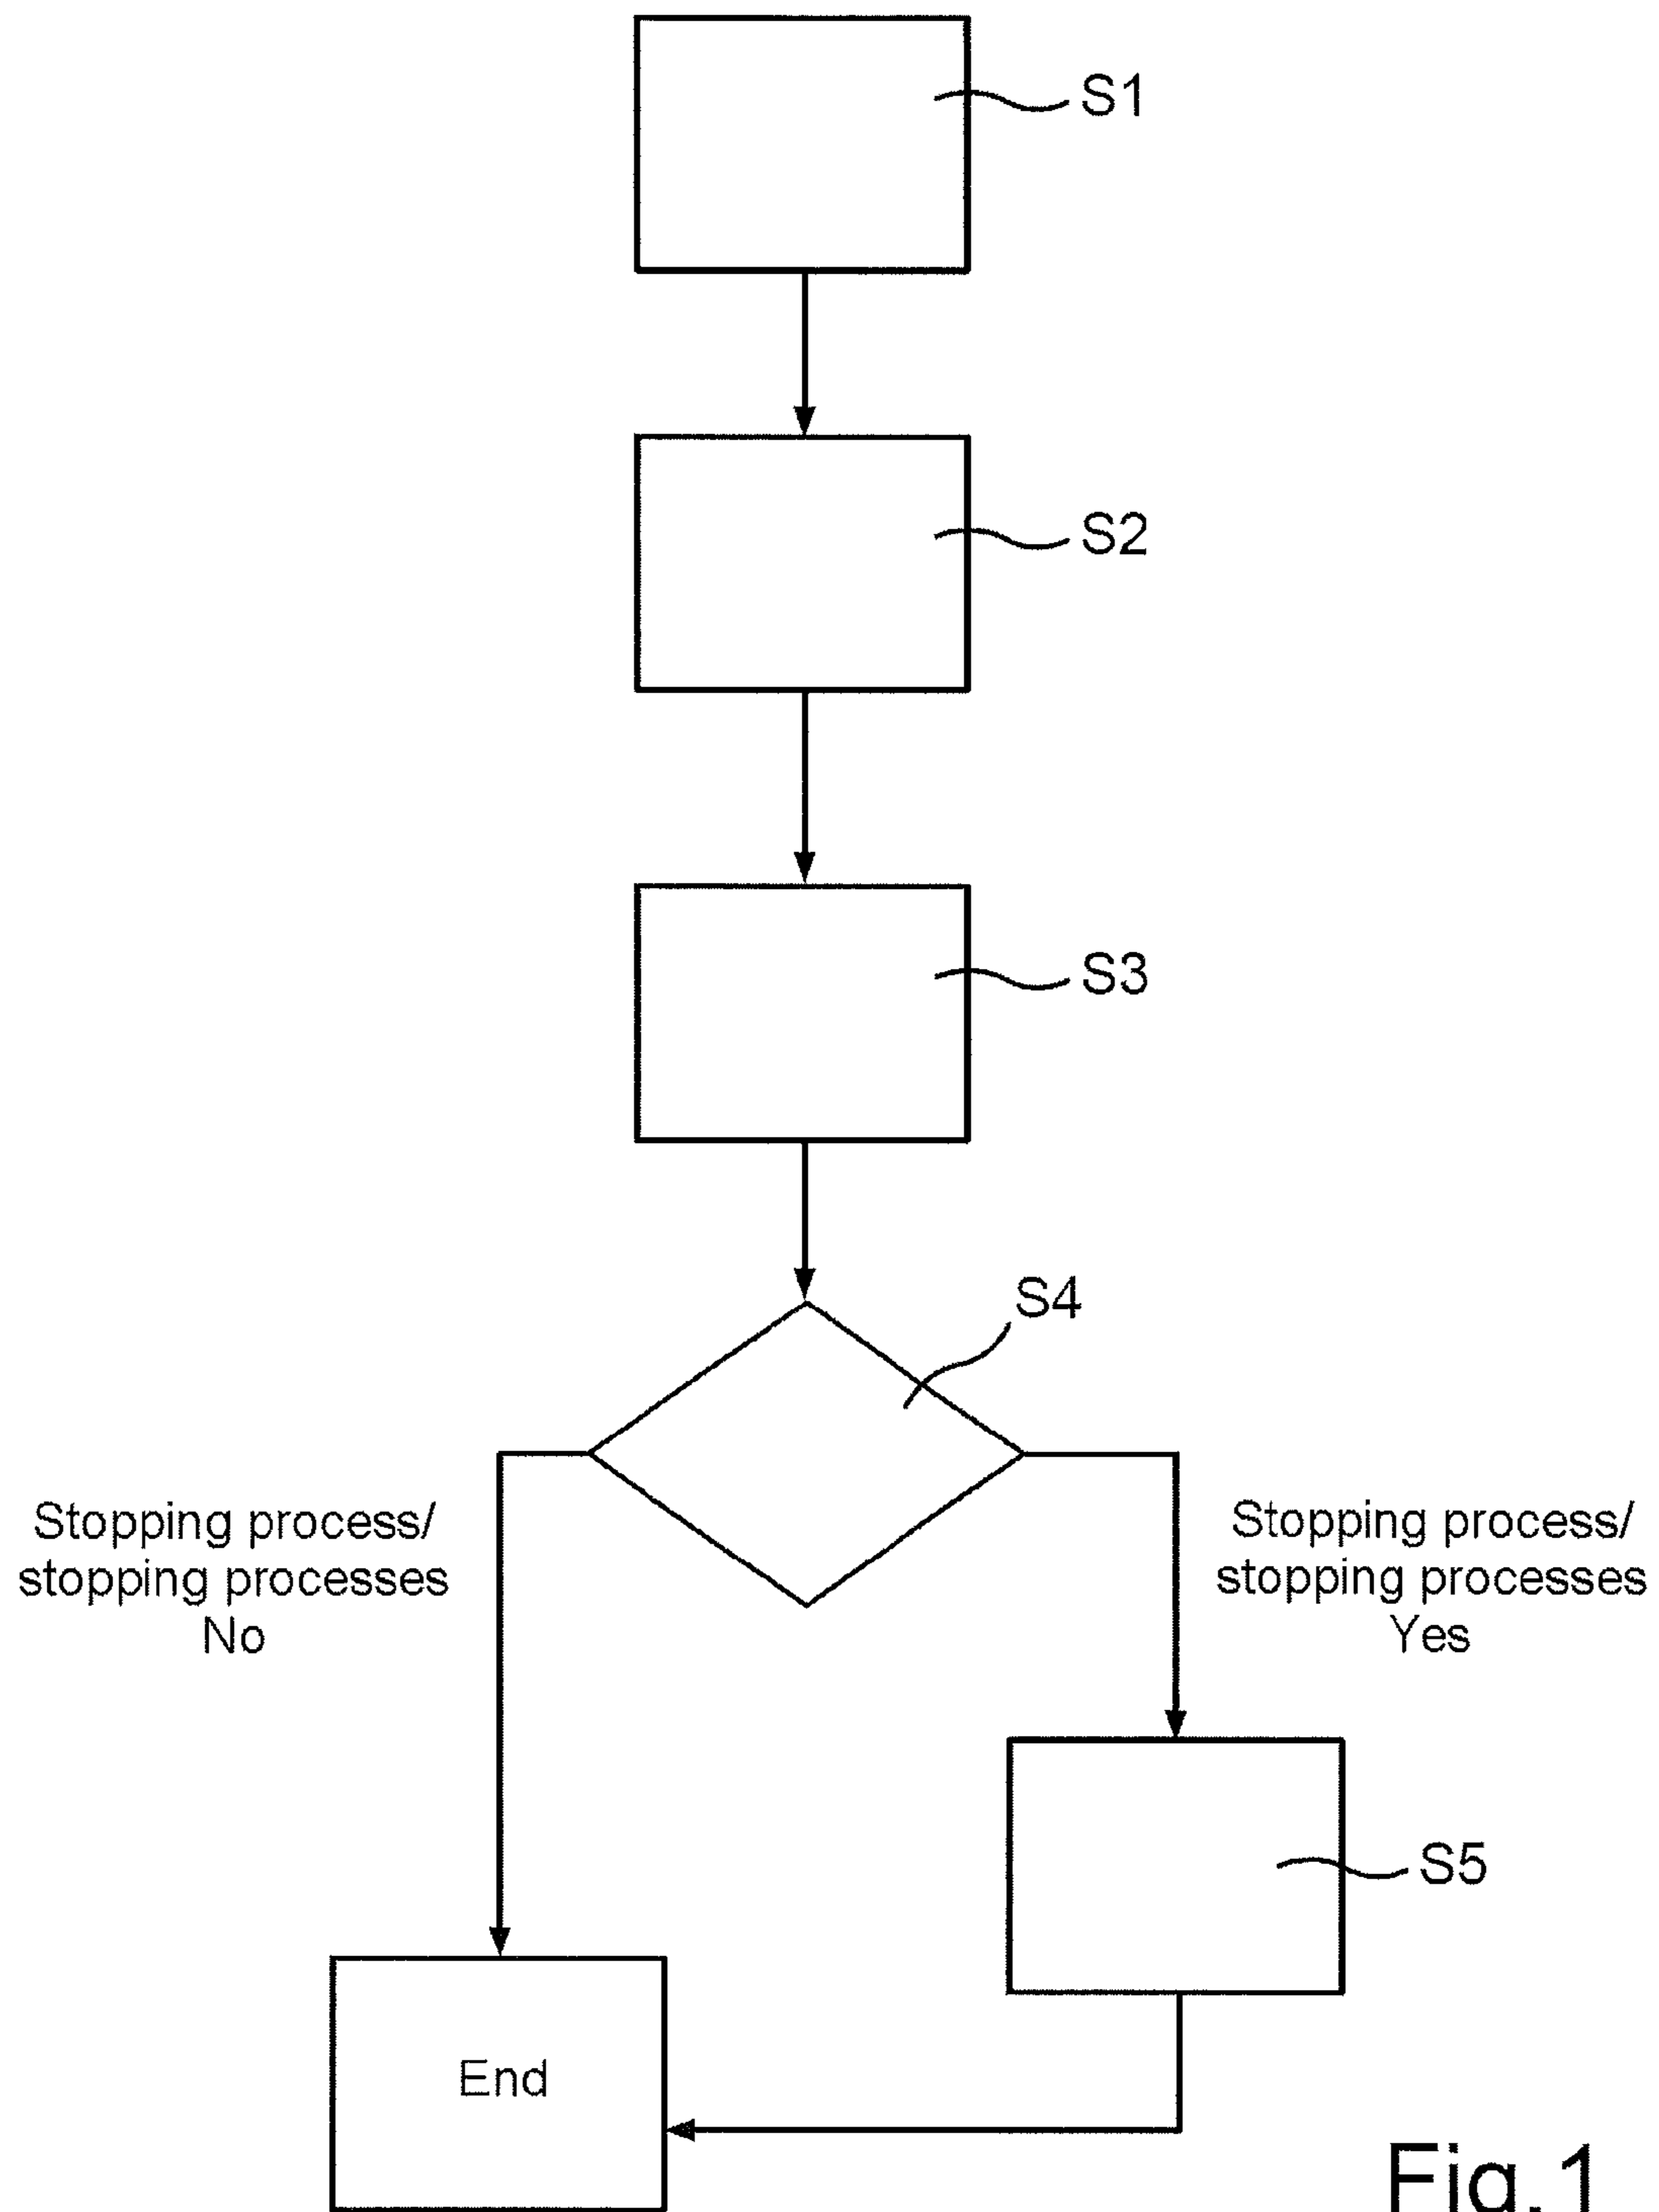 S1
S2
S3
S4
Stopping process/
stopping processes
No
Stopping process/
stopping processes
Yes
S5
End
Fig.1